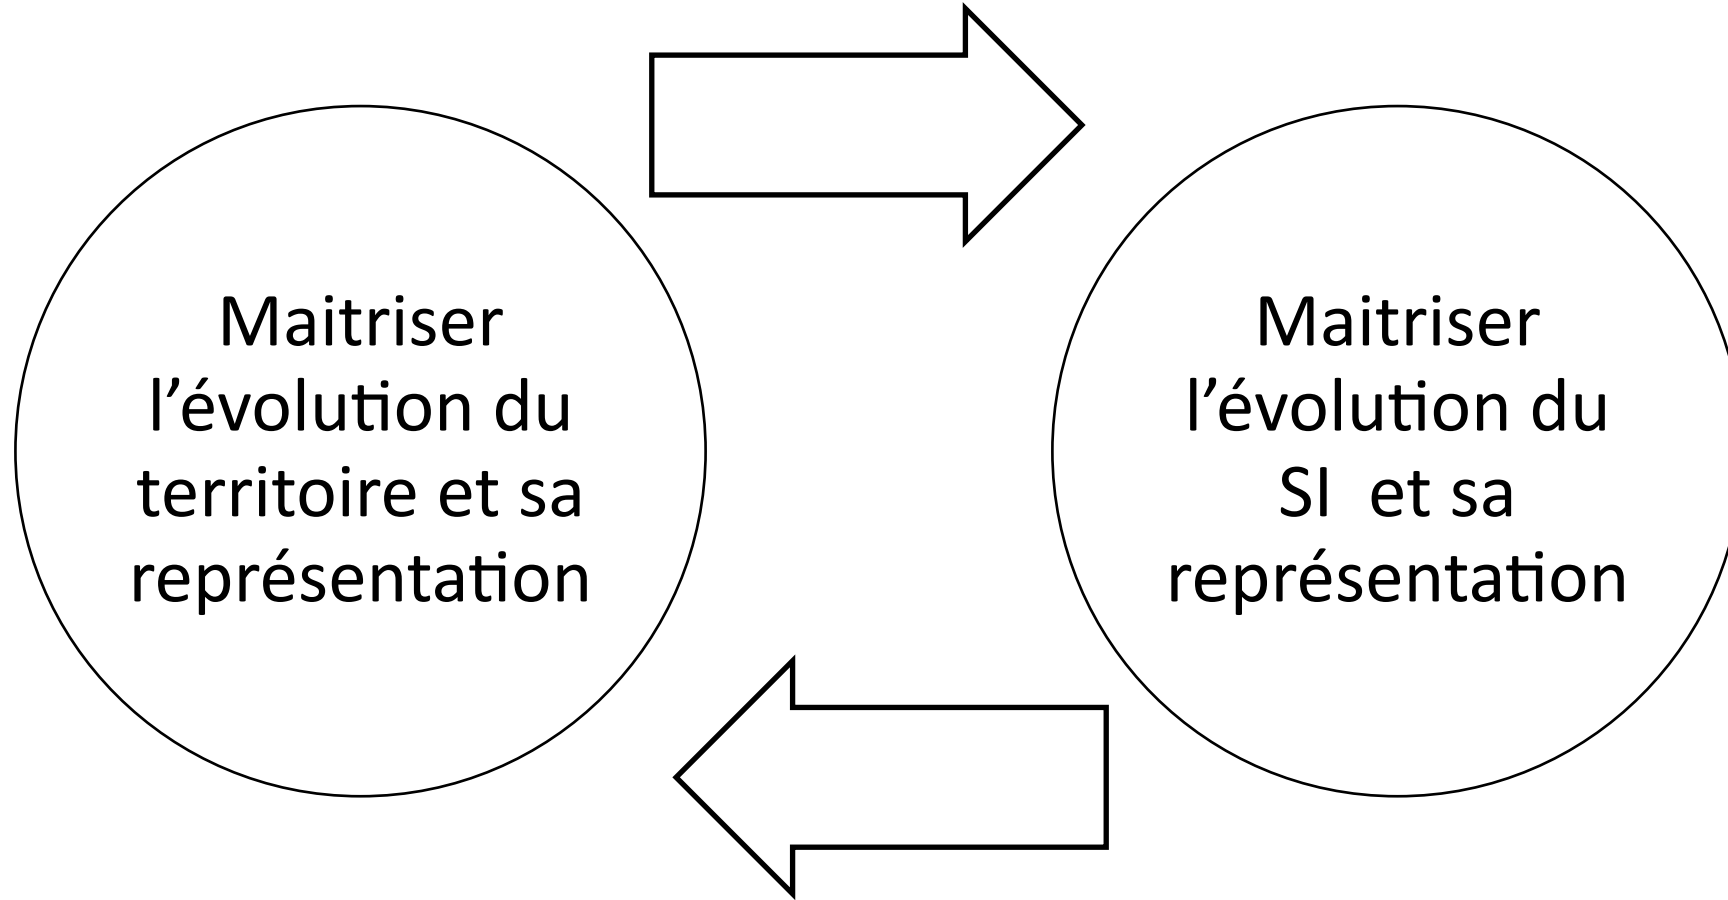 Maitriser
l’évolution du
territoire et sa
représentation
Maitriser
l’évolution du
SI  et sa
représentation